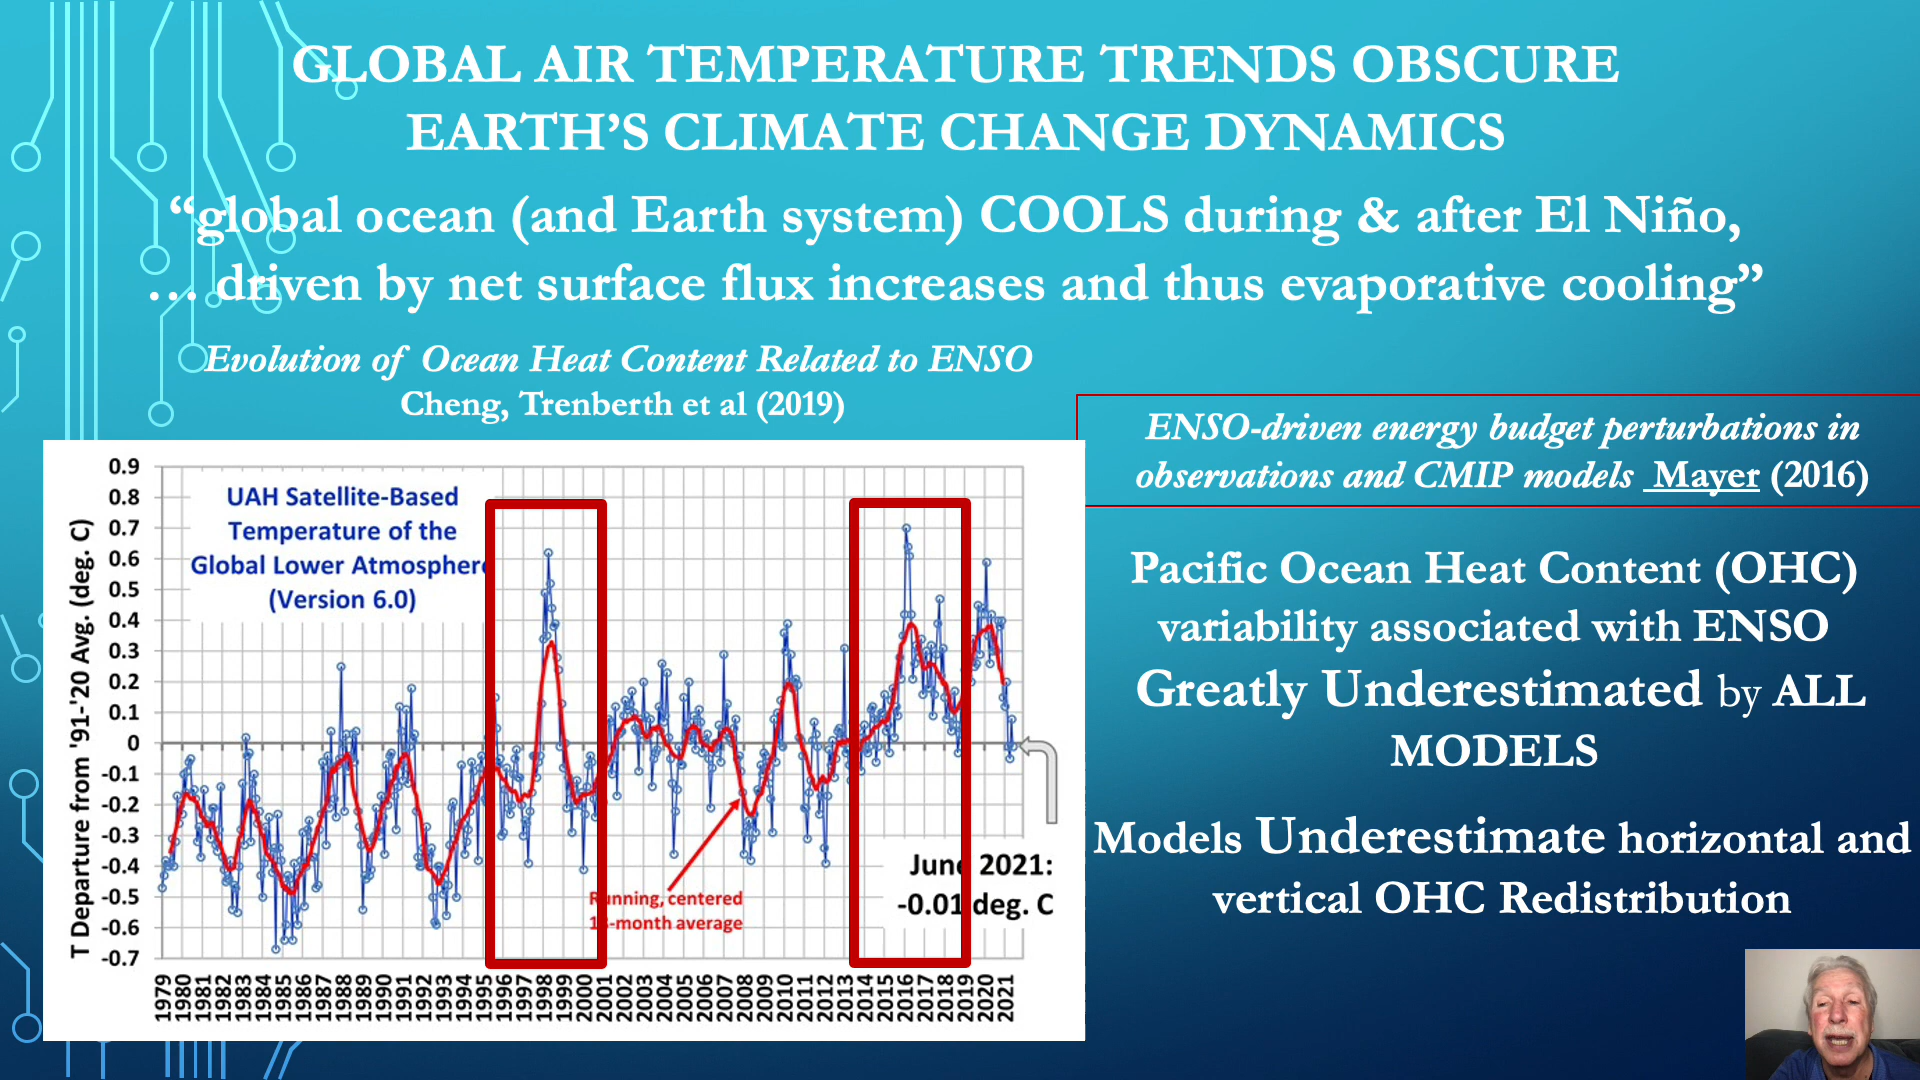 GLOBAL AIR TEMPERATURE TRENDS OBSCURE
EARTH’S CLIMATE CHANGE DYNAMICS
“global ocean (and Earth system) COOLS during & after El Niño,
… driven by net surface flux increases and thus evaporative cooling”
Evolution of Ocean Heat Content Related to ENSO
Cheng, Trenberth et al (2019)
ENSO-driven energy budget perturbations in
observations and CMIP models Mayer (2016)
Pacific Ocean Heat Content (OHC)
variability associated with ENSO
Greatly Underestimated by ALL
MODELS
Models Underestimate horizontal and
vertical OHC Redistribution
UAH Satellite-Based
Temperature of the
Global Lower Atmosphere
(Version 6.0)
T Departure from '91-'20 Avg. (deg. C)
0.9
0.8
0.7
0.6
0.5
0.4
0.3
0.2
0.1
0
-0.1
-0.2
-0.3
-0.4
-0.5
-0.6
-0.7
Running, centered
13-month average
June 2021:
-0.01 deg. C
1979 1980 1981 1982 1983 1984 1985 1986 1987 1988 1989 1990 1991 1992 1993 1994 1995 1996 1997 1998 1999 2000 2001 2002 2003 2004 2005 2006 2007 2008 2009 2010 2011 2012 2013 2014 2015 2016 2017 2018 2019 2020 2021